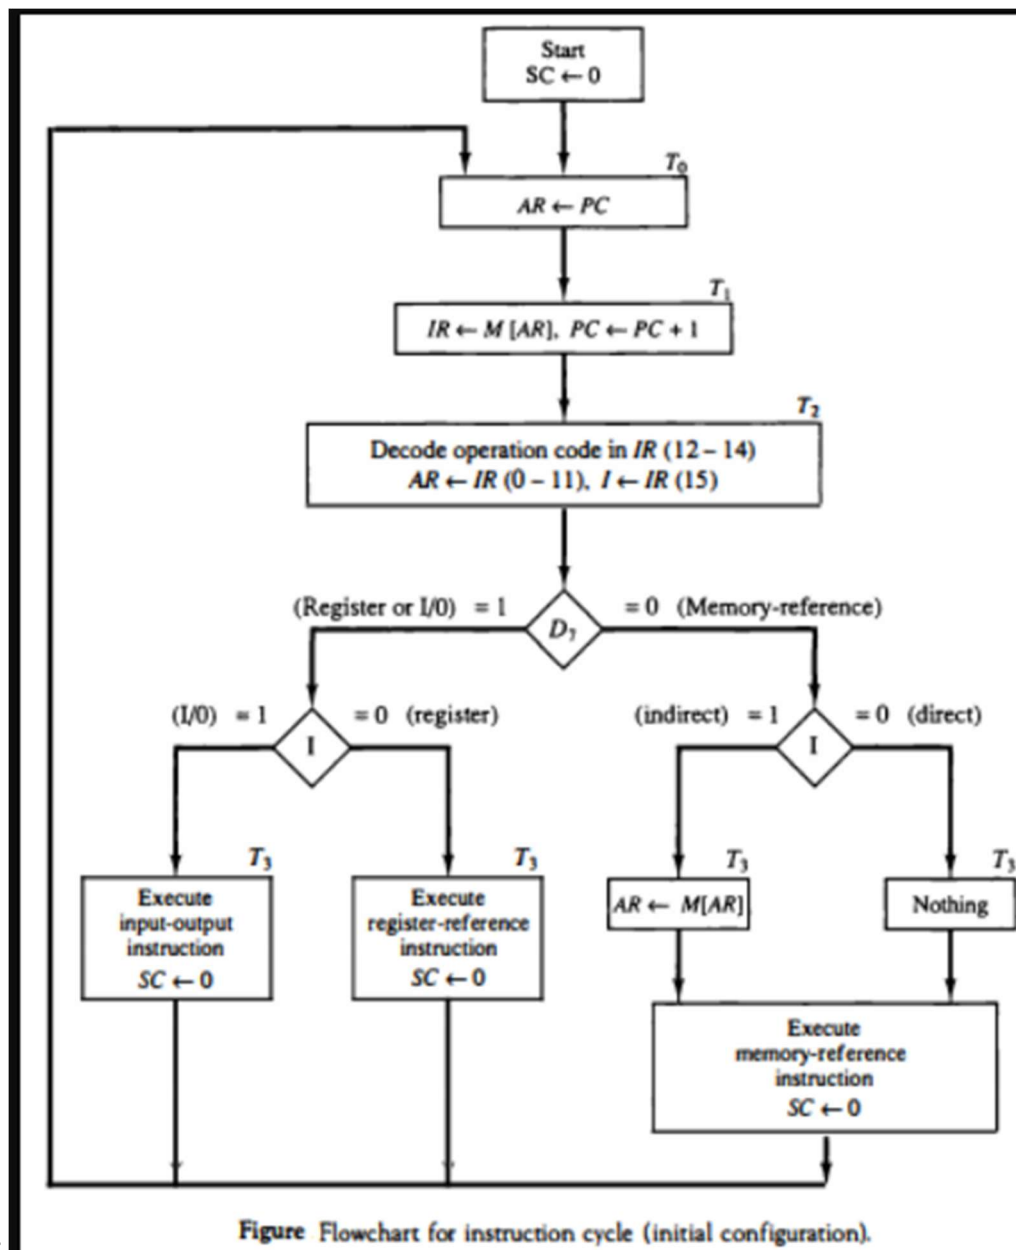 Start
SC ← 0
T₀
AR ← PC
T₁
IR ← M [AR], PC ← PC + 1
T₂
Decode operation code in IR (12 – 14)
AR ← IR (0 – 11), I ← IR (15)
(Register or I/0) = 1
= 0 (Memory-reference)
D₇
(I/0) = 1
= 0 (register)
(indirect) = 1
= 0 (direct)
I
I
T₃
T₃
T₃
T₃
Execute
input-output
instruction
SC ← 0
Execute
register-reference
instruction
SC ← 0
AR ← M[AR]
Nothing
Execute
memory-reference
instruction
SC ← 0
Figure Flowchart for instruction cycle (initial configuration).